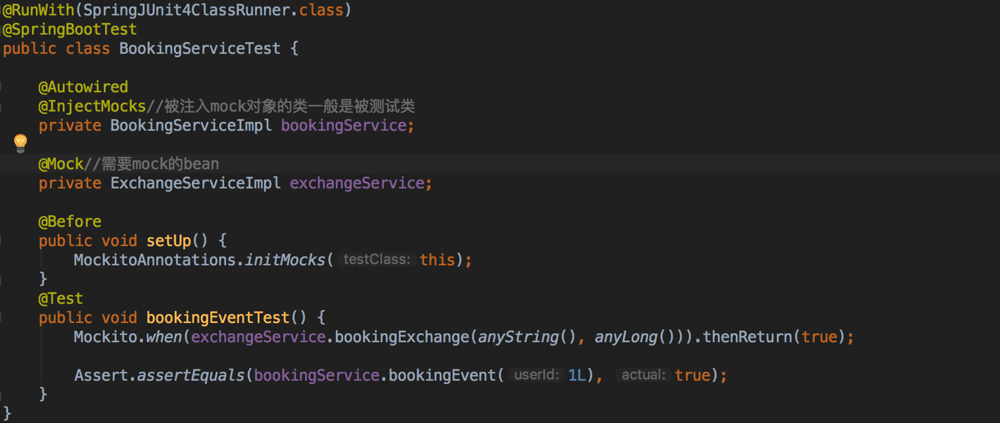 @RunWith(SpringJUnit4ClassRunner.class)
@SpringBootTest
public class BookingServiceTest {
@Autowired
@InjectMocks//被注入mock对象的类一般是被测试类
private BookingServiceImpl bookingService;
@Mock//需要mock的bean
private ExchangeServiceImpl exchangeService;
@Before
public void setUp() {
MockitoAnnotations.initMocks( testClass: this);
}
@Test
public void bookingEventTest() {
Mockito.when(exchangeService.bookingExchange(anyString(), anyLong())).thenReturn(true);
Assert.assertEquals(bookingService.bookingEvent( userId: 1L), actual: true);
}
}